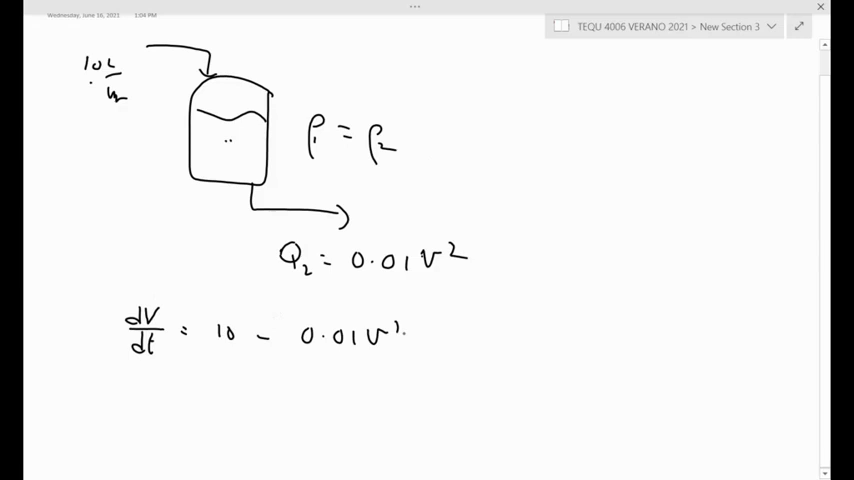 TEQU 4006 VERANO 2021 > New Section 3
Wednesday, June 16, 2021 1:04 PM
10L
ρ₁ = ρ₂
Q₂ = 0.01V²
dV/dt = 10 - 0.01V²